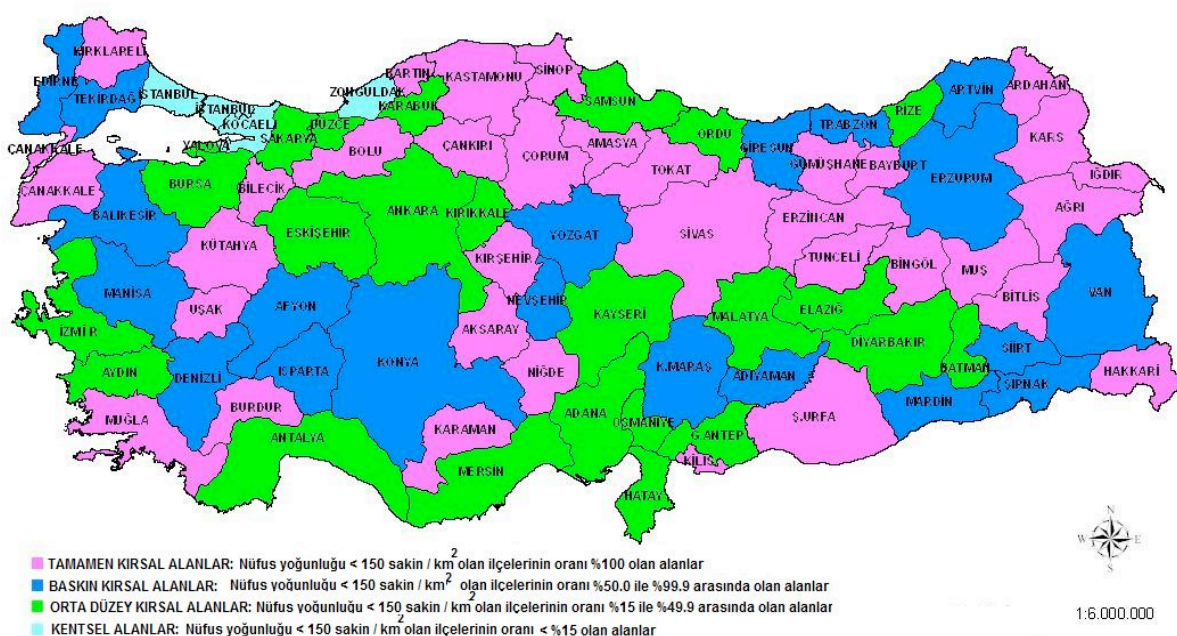 KIRKLARELİ
EDİRNE
TEKİRDAĞ
İSTANBUL
İSTANBUL
KOCAELİ
YALOVA
SAKARYA
DÜZCE
ZONGULDAK
BARTIN
KARABÜK
KASTAMONU
SİNOP
SAMSUN
ORDU
GİRESUN
TRABZON
RİZE
ARTVİN
ARDAHAN
KARS
IĞDIR
AĞRI
ERZURUM
BAYBURT
GÜMÜŞHANE
ÇANAKKALE
ÇANAKKALE
BALIKESİR
BURSA
BİLECİK
BOLU
ÇANKIRI
ÇORUM
AMASYA
TOKAT
SİVAS
ERZİNCAN
TUNCELİ
BİNGÖL
MUŞ
BİTLİS
VAN
KÜTAHYA
ESKİŞEHİR
ANKARA
KIRIKKALE
YOZGAT
KIRŞEHİR
NEVŞEHİR
KAYSERİ
MALATYA
ELAZIĞ
DİYARBAKIR
BATMAN
SİİRT
ŞIRNAK
HAKKARİ
MANİSA
UŞAK
AFYON
İZMİR
AYDIN
DENİZLİ
ISPARTA
KONYA
AKSARAY
NİĞDE
K.MARAŞ
ADIYAMAN
Ş.URFA
MARDİN
MUĞLA
BURDUR
ANTALYA
KARAMAN
MERSİN
ADANA
OSMANİYE
G.ANTEP
KİLİS
HATAY
N
W
E
S
TAMAMEN KIRSAL ALANLAR: Nüfus yoğunluğu < 150 sakin / km2 olan ilçelerinin oranı %100 olan alanlar
BASKIN KIRSAL ALANLAR: Nüfus yoğunluğu < 150 sakin / km2 olan ilçelerinin oranı %50.0 ile %99.9 arasında olan alanlar
ORTA DÜZEY KIRSAL ALANLAR: Nüfus yoğunluğu < 150 sakin / km2 olan ilçelerinin oranı %15 ile %49.9 arasında olan alanlar
KENTSEL ALANLAR: Nüfus yoğunluğu < 150 sakin / km2 olan ilçelerinin oranı < %15 olan alanlar
1:6.000.000